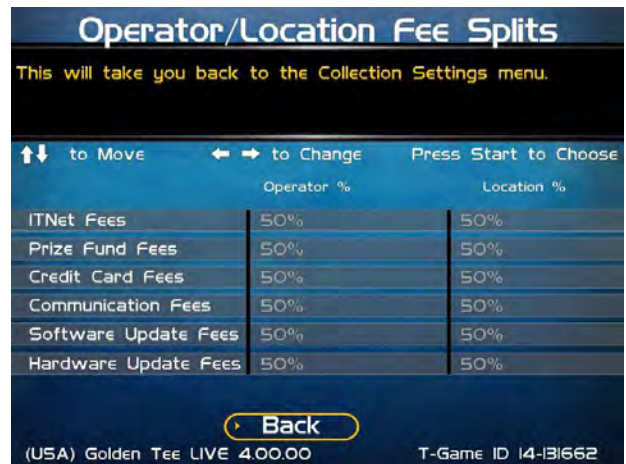 Operator/Location Fee Splits
This will take you back to the Collection Settings menu.
to Move to Change Press Start to Choose
Operator % Location %
ITNet Fees 50% 50%
Prize Fund Fees 50% 50%
Credit Card Fees 50% 50%
Communication Fees 50% 50%
Software Update Fees 50% 50%
Hardware Update Fees 50% 50%
Back
(USA) Golden Tee LIVE 4.00.00 T-Game ID 14-131662